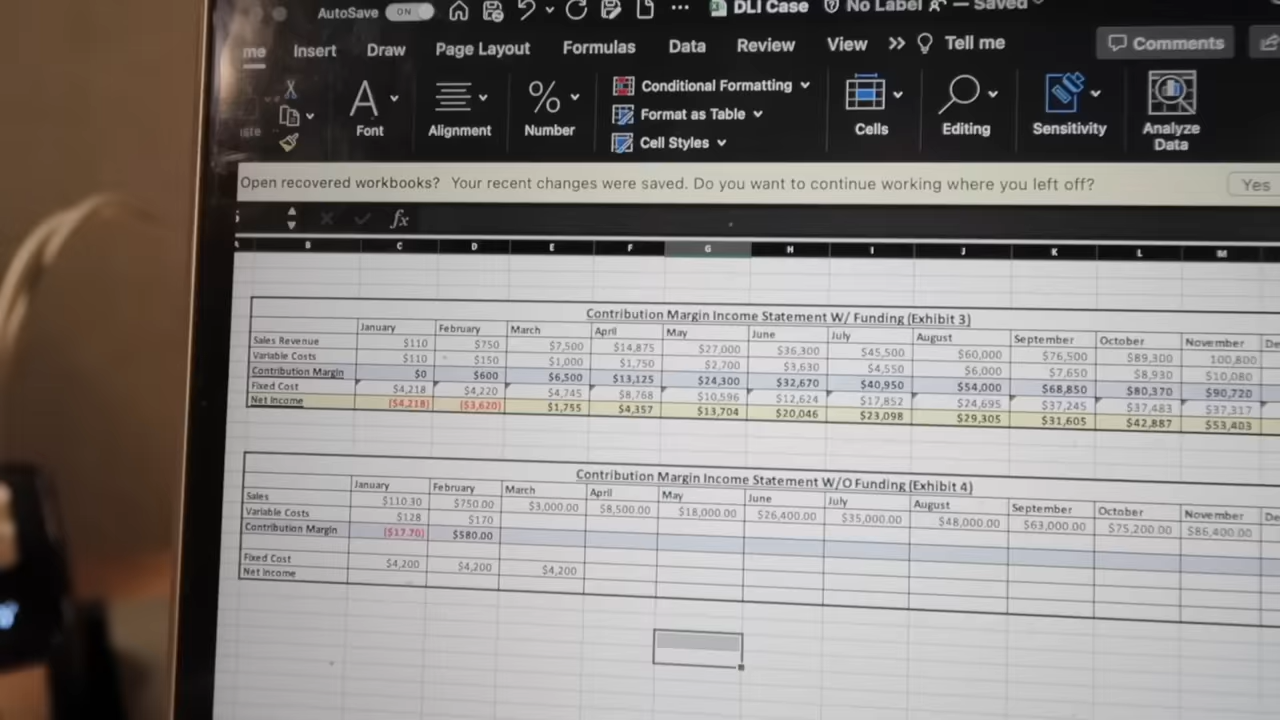 AutoSave ON DLI Case No Label — Saved
me Insert Draw Page Layout Formulas Data Review View Tell me Comments
Font Alignment Number Conditional Formatting Format as Table Cell Styles Cells Editing Sensitivity Analyze Data
Open recovered workbooks? Your recent changes were saved. Do you want to continue working where you left off? Yes
fx
B C D E F G H I J K L M
Contribution Margin Income Statement W/ Funding (Exhibit 3)
January February March April May June July August September October November De
Sales Revenue $110 $750 $7,500 $14,875 $27,000 $36,300 $45,500 $60,000 $76,500 $89,300 100,800
Variable Costs $110 $150 $1,000 $1,750 $2,700 $3,630 $4,550 $6,000 $7,650 $8,930 $10,080
Contribution Margin $0 $600 $6,500 $13,125 $24,300 $32,670 $40,950 $54,000 $68,850 $80,370 $90,720
Fixed Cost $4,218 $4,220 $4,745 $8,768 $10,596 $12,624 $17,852 $24,695 $37,245 $37,483 $37,317
Net Income ($4,218) ($3,620) $1,755 $4,357 $13,704 $20,046 $23,098 $29,305 $31,605 $42,887 $53,403
Contribution Margin Income Statement W/O Funding (Exhibit 4)
January February March April May June July August September October November De
Sales $110.30 $750.00 $3,000.00 $8,500.00 $18,000.00 $26,400.00 $35,000.00 $48,000.00 $63,000.00 $75,200.00 $86,400.00
Variable Costs $128 $170
Contribution Margin ($17.70) $580.00
Fixed Cost $4,200 $4,200 $4,200
Net Income